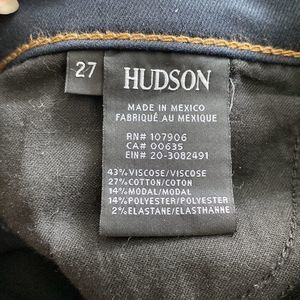 27
HUDSON
MADE IN MEXICO
FABRIQUÉ AU MEXIQUE
RN# 107906
CA# 00635
EIN# 20-3082491
43%VISCOSE/VISCOSE
27%COTTON/COTON
14%MODAL/MODAL
14%POLYESTER/POLYESTER
2%ELASTANE/ELASTHANNE